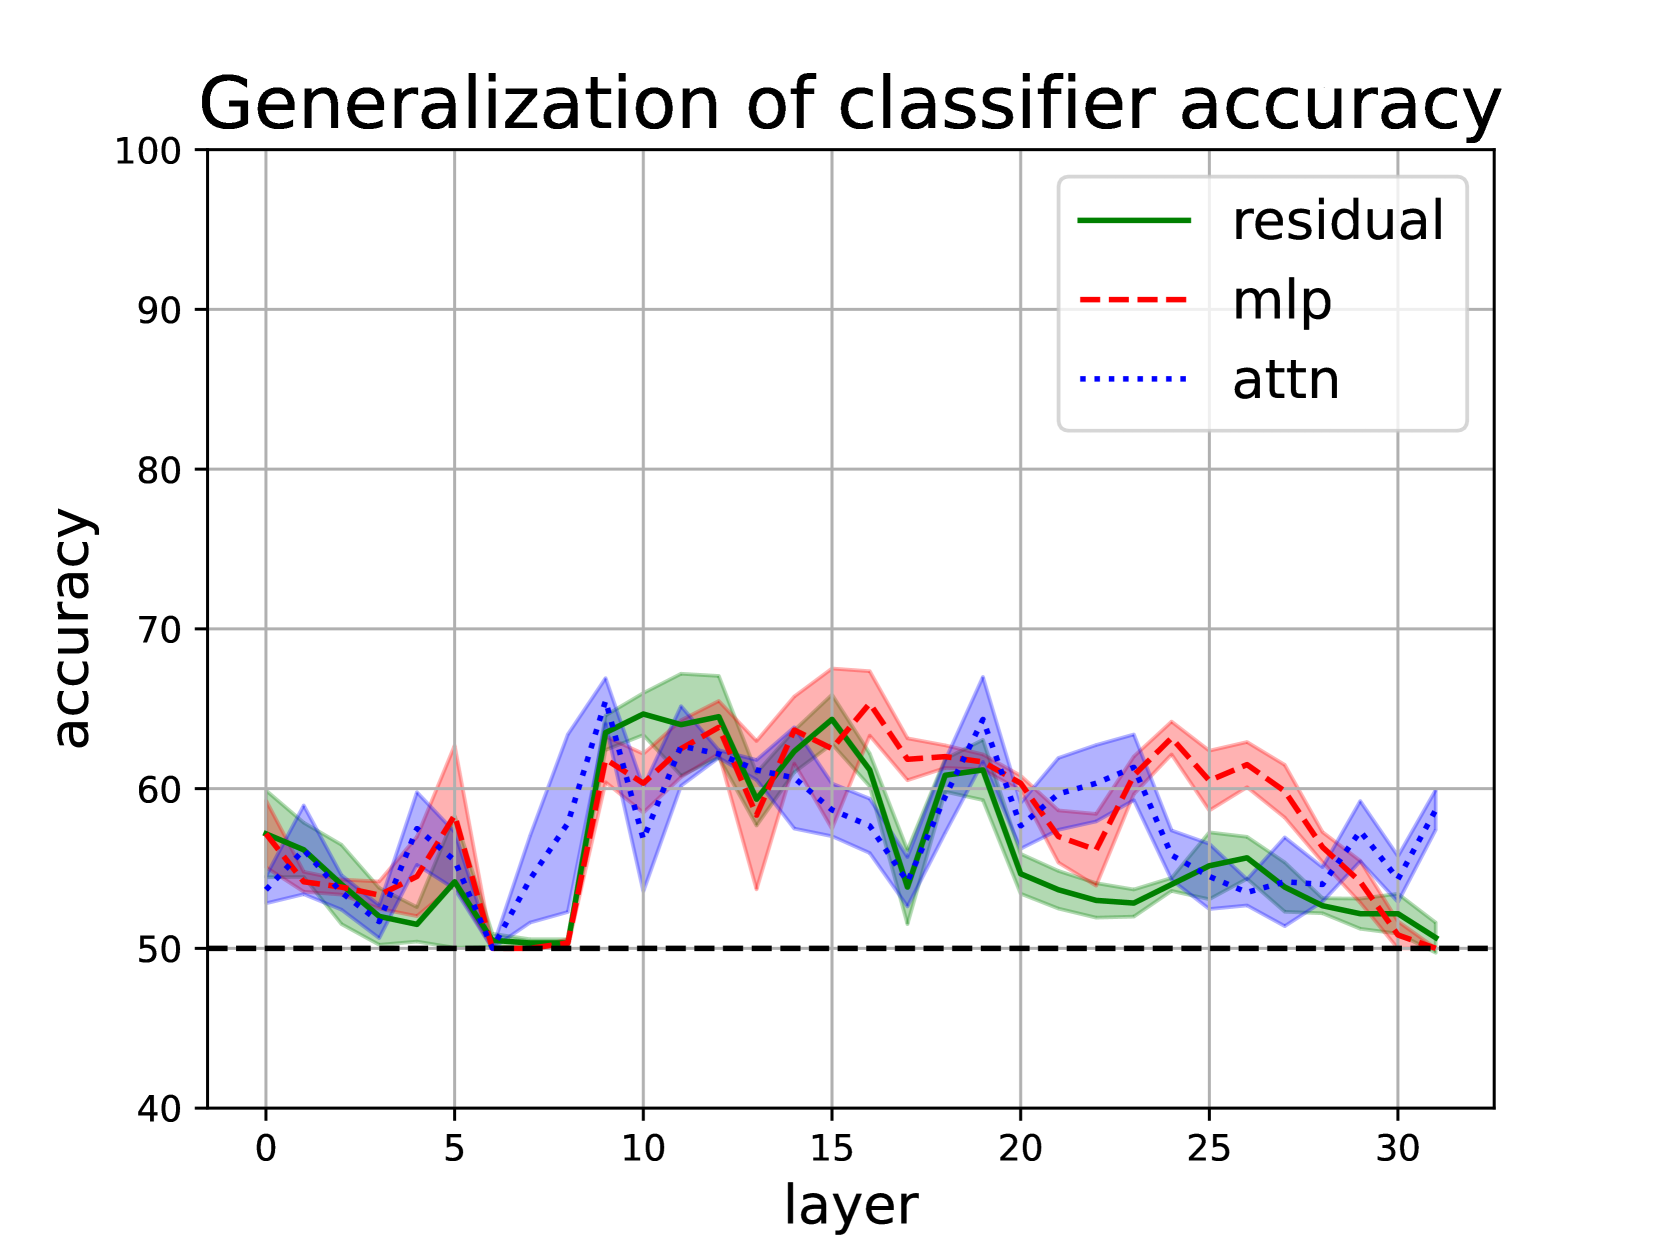 Generalization of classifier accuracy
100
90
80
70
60
50
40
accuracy
residual
mlp
attn
0 5 10 15 20 25 30
layer